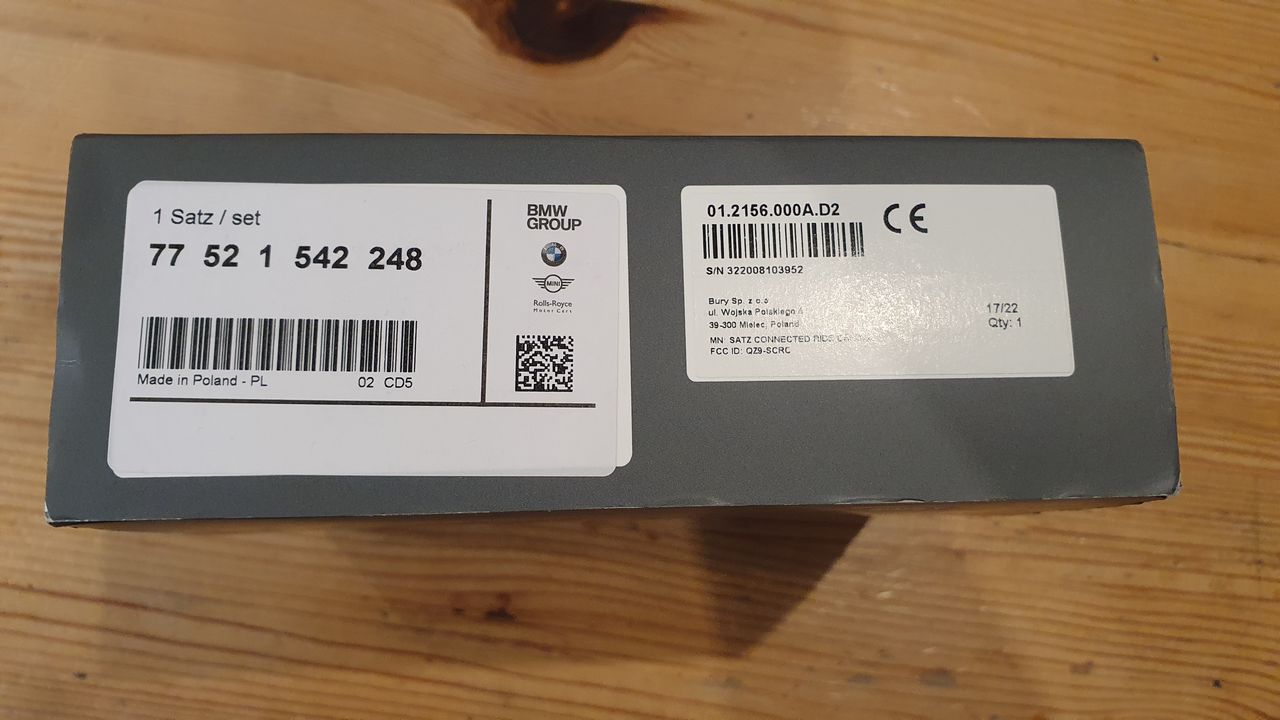 1 Satz / set
77 52 1 542 248
Made in Poland - PL 02 CD5
BMW
GROUP
MINI
Rolls-Royce
Motor Cars
01.2156.000A.D2
CE
S/N 322008103952
Bury Sp. z o.o
ul. Wojska Polskiego
39-300 Mielec, Poland
17/22
Qty: 1
MN: SATZ CONNECTED RIDE
FCC ID: QZ9-SCRC